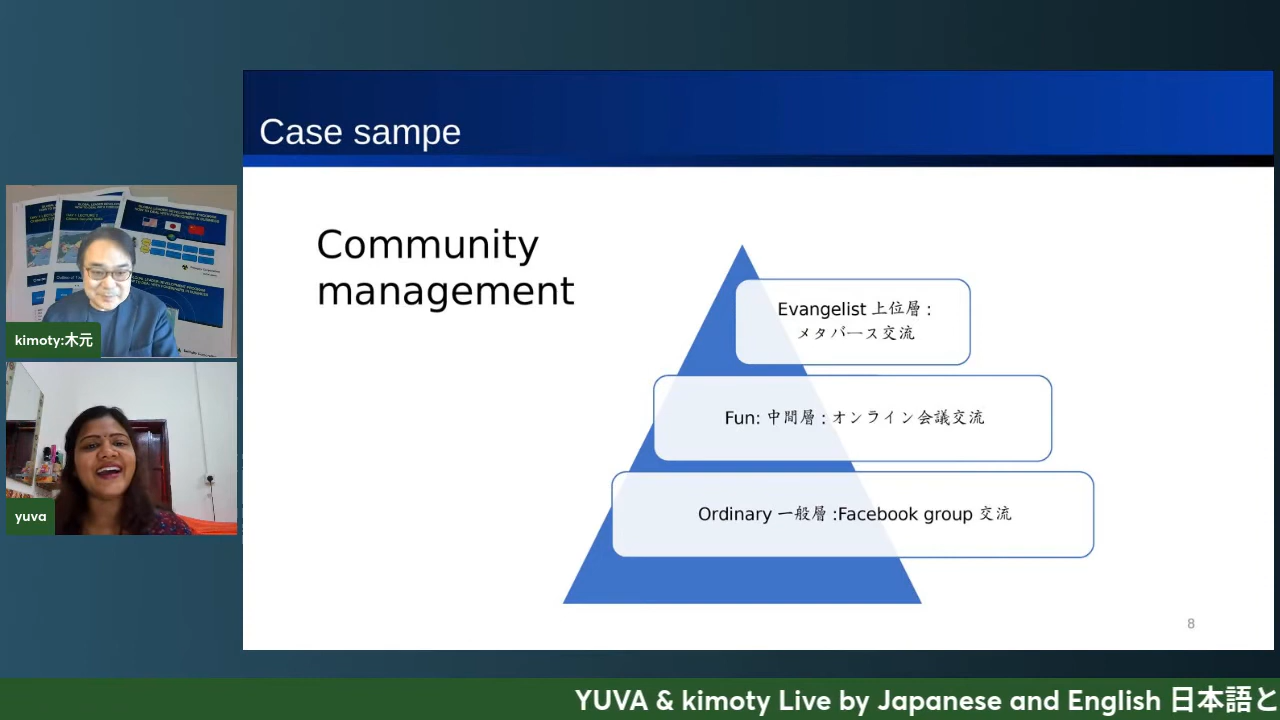 Case sampe
Community
management
Evangelist 上位層 :
メタバース交流
Fun: 中間層 : オンライン会議交流
Ordinary 一般層 :Facebook group 交流
8
kimoty:木元
yuva
YUVA & kimoty Live by Japanese and English 日本語と